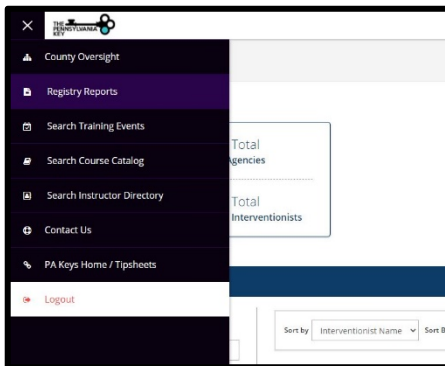 THE
PENNSYLVANIA
KEY
County Oversight
Registry Reports
Search Training Events
Search Course Catalog
Search Instructor Directory
Contact Us
PA Keys Home / Tipsheets
Logout
Total
Agencies
Total
Interventionists
Sort by Interventionist Name Sort B